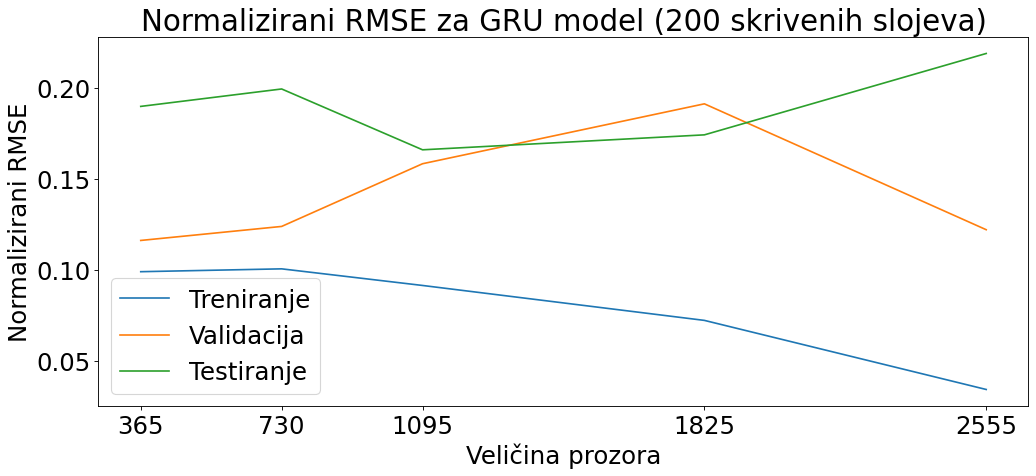 Normalizirani RMSE za GRU model (200 skrivenih slojeva)
Normalizirani RMSE
0.20
0.15
0.10
0.05
Treniranje
Validacija
Testiranje
365 730 1095 1825 2555
Veličina prozora